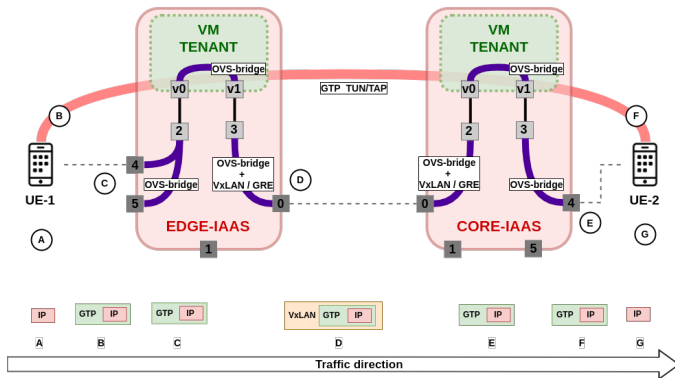 VM
TENANT
VM
TENANT
OVS-bridge
OVS-bridge
v0
v1
v0
v1
GTP TUN/TAP
B
F
2
3
2
3
4
C
OVS-bridge
+
VxLAN / GRE
D
OVS-bridge
+
VxLAN / GRE
OVS-bridge
OVS-bridge
UE-1
5
0
0
4
UE-2
A
EDGE-IAAS
CORE-IAAS
E
G
1
1
5
IP
GTP
IP
GTP
IP
VxLAN
GTP
IP
GTP
IP
GTP
IP
IP
A
B
C
D
E
F
G
Traffic direction